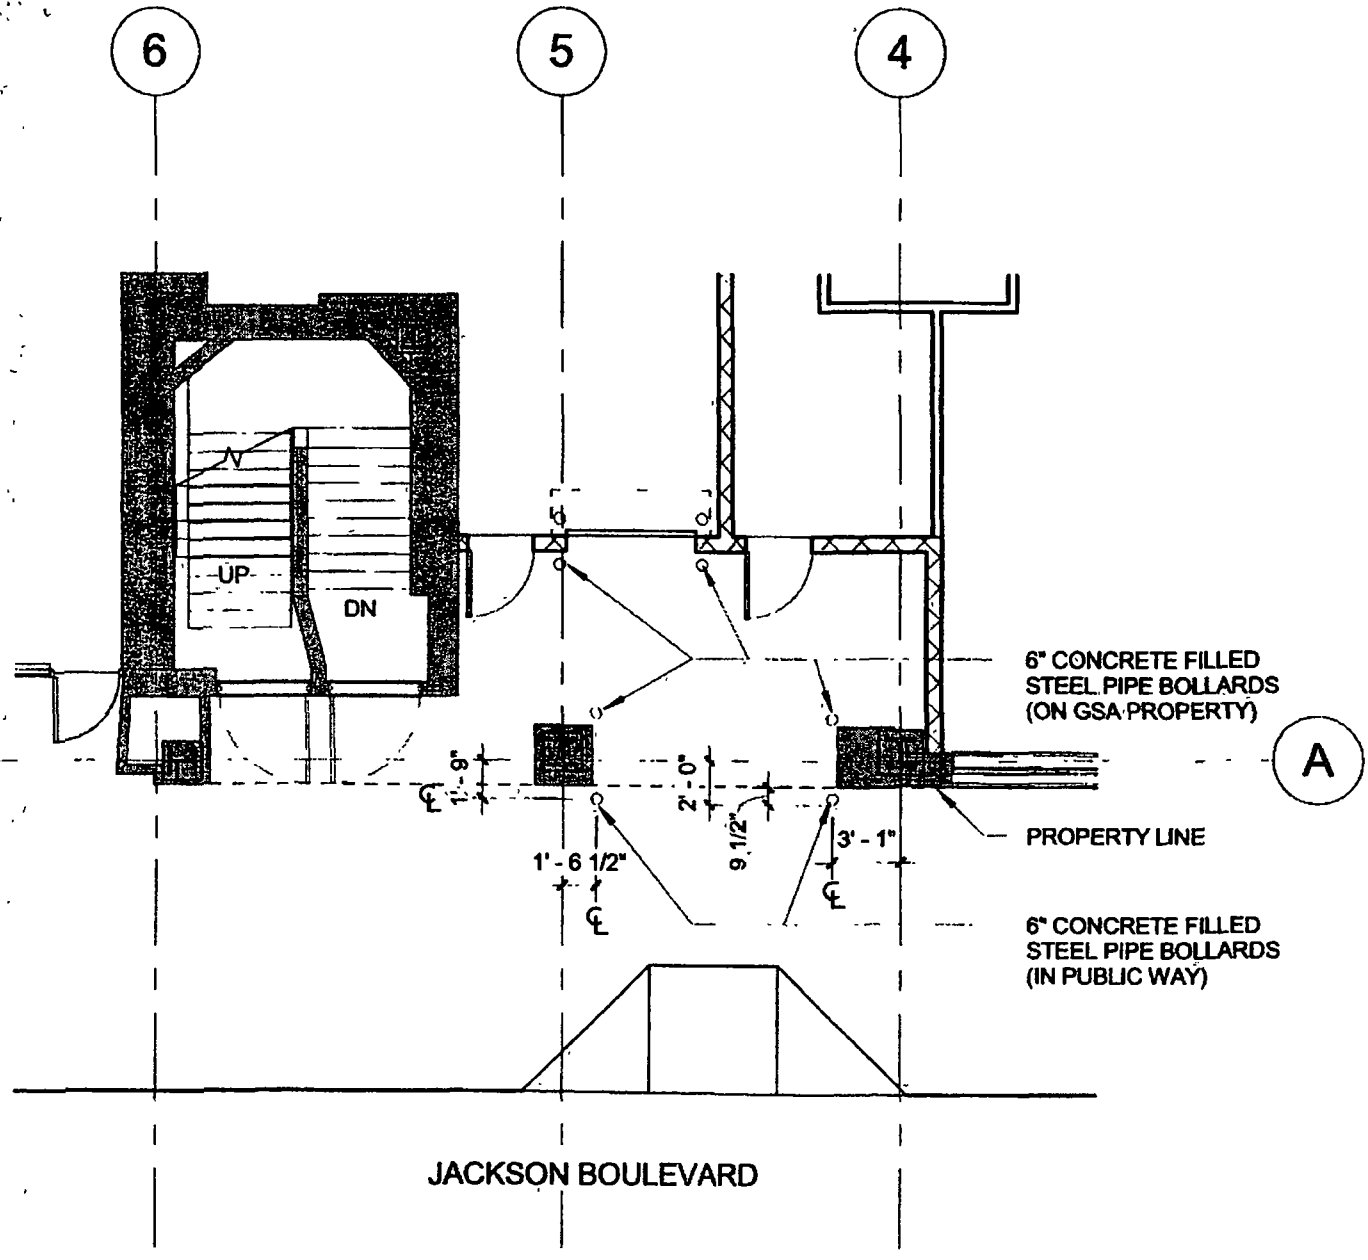 6
5
4
UP
DN
6" CONCRETE FILLED
STEEL PIPE BOLLARDS
(ON GSA PROPERTY)
A
1' - 9"
2' - 0"
9 1/2"
3' - 1"
1' - 6 1/2"
PROPERTY LINE
6" CONCRETE FILLED
STEEL PIPE BOLLARDS
(IN PUBLIC WAY)
JACKSON BOULEVARD